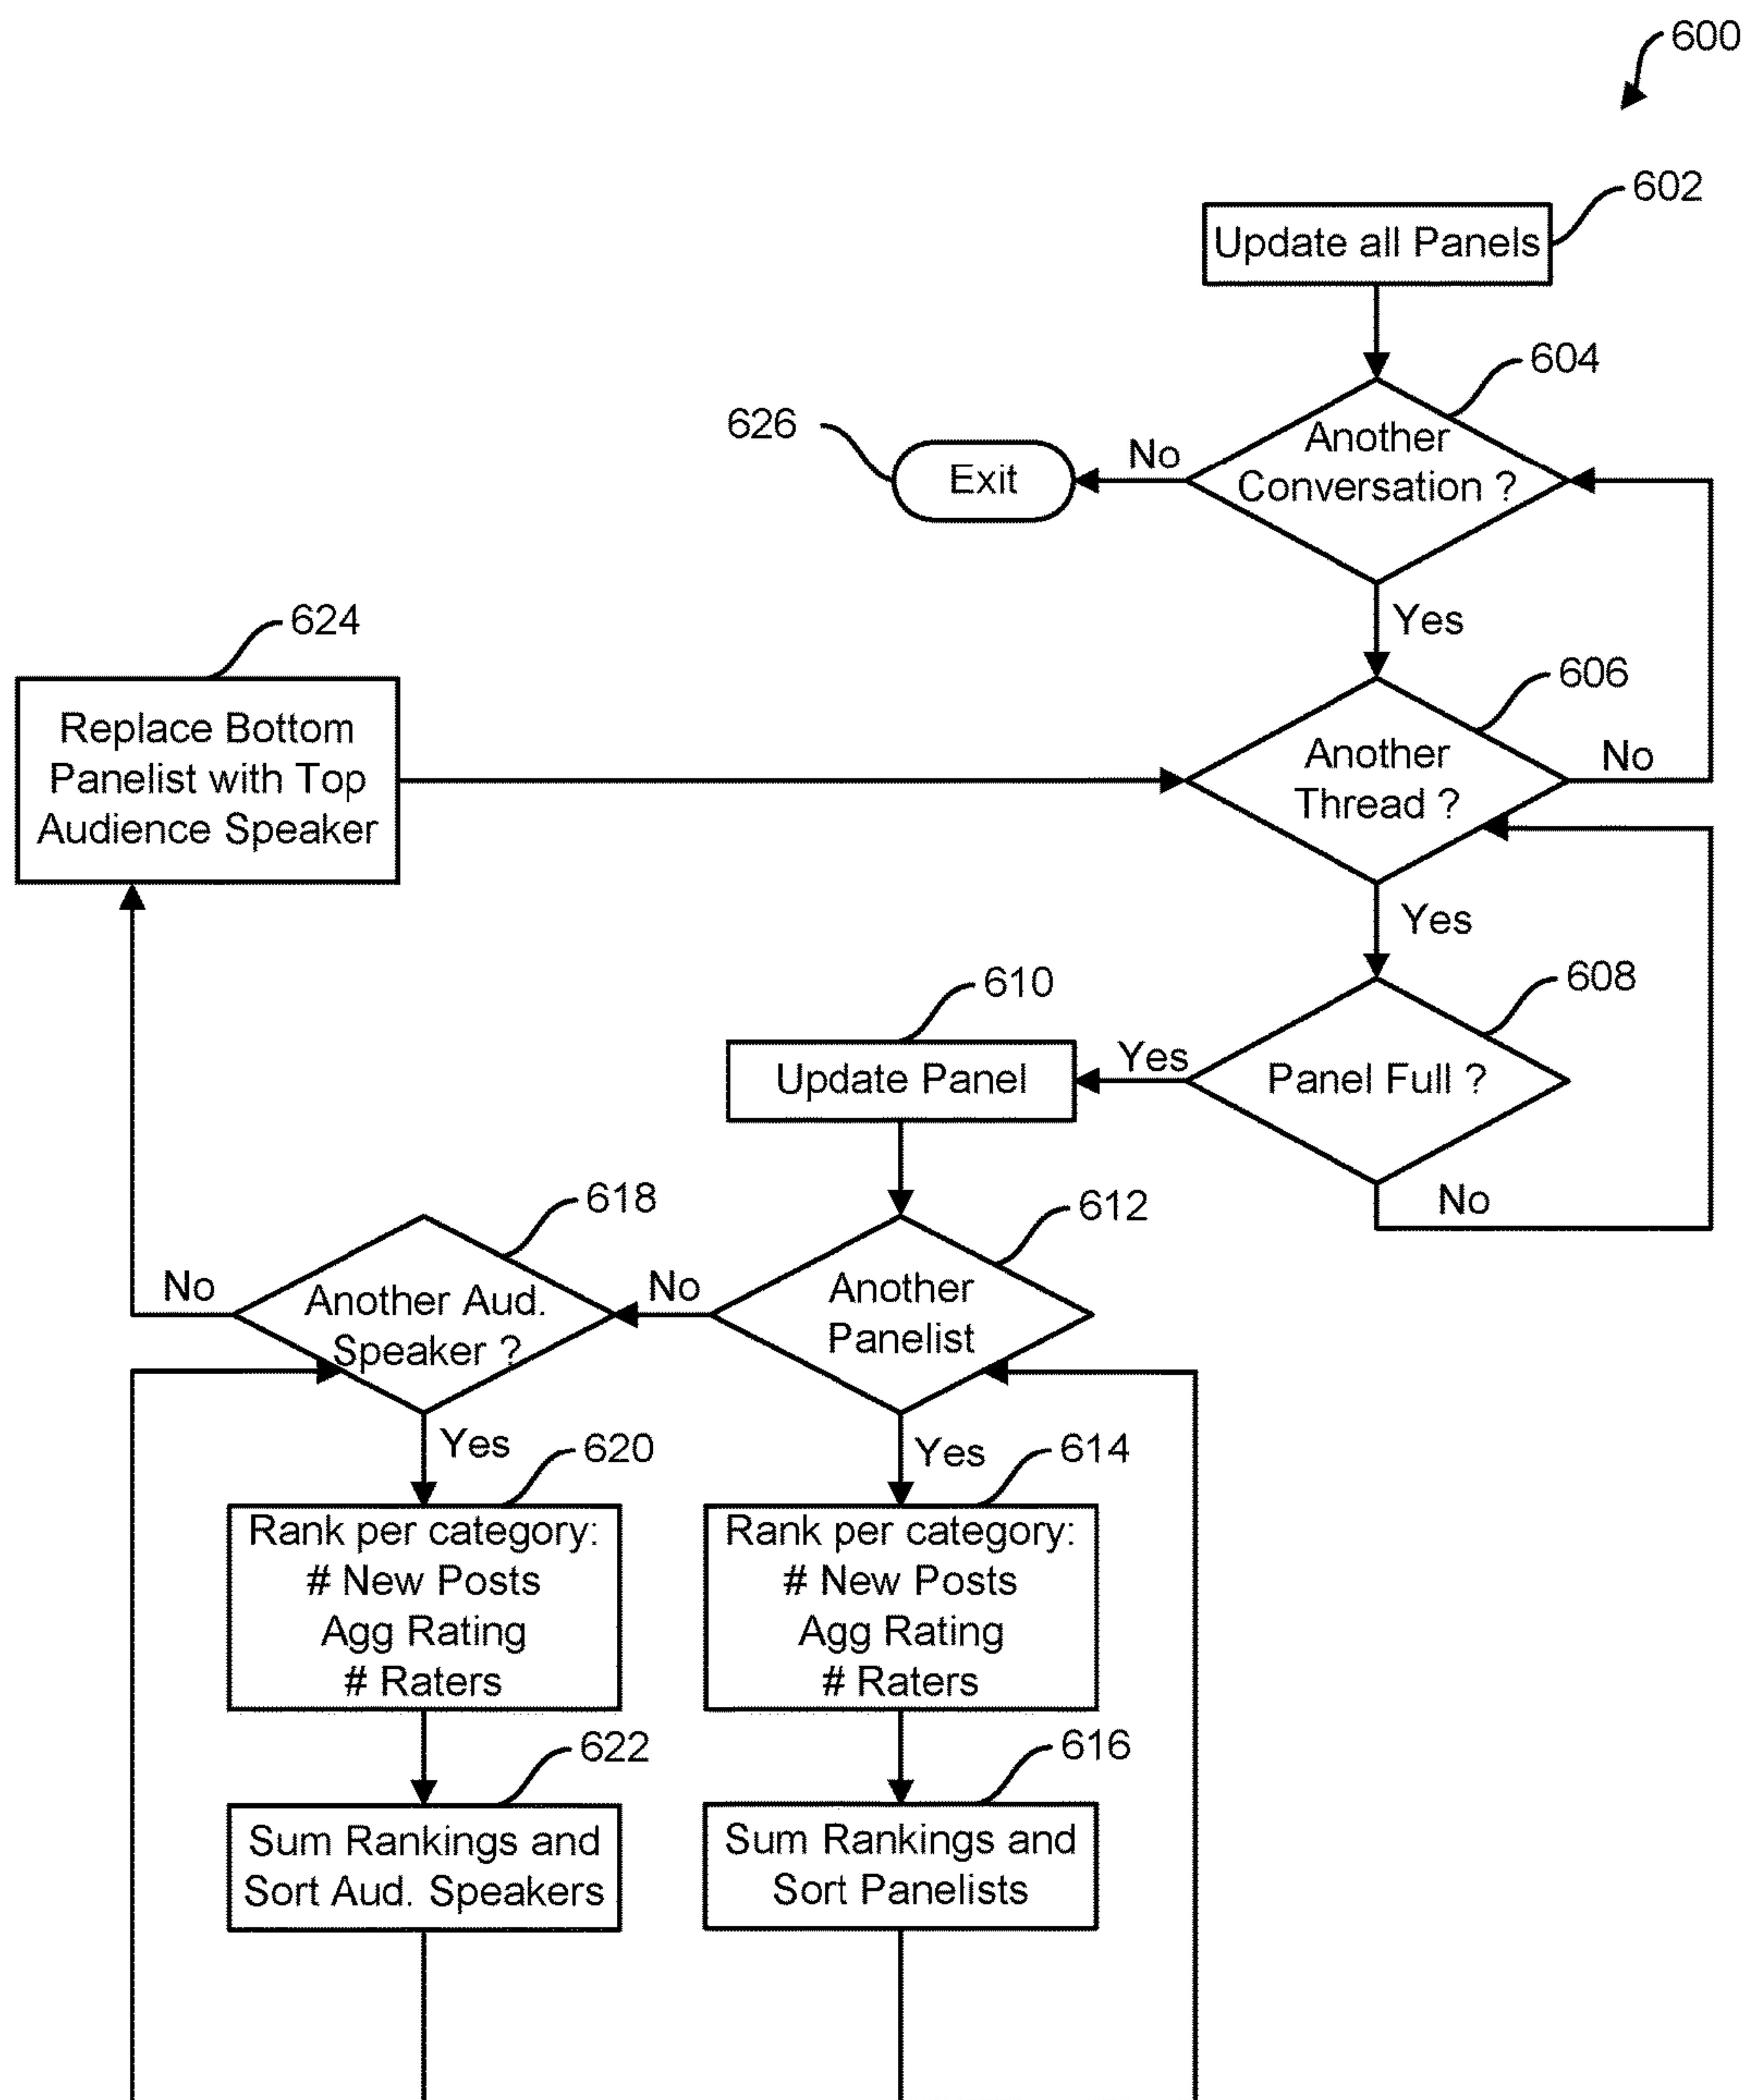 600
602
Update all Panels
604
626
Another
Conversation ?
No
Exit
Yes
624
606
Replace Bottom
Panelist with Top
Audience Speaker
Another
Thread ?
No
Yes
610
608
Update Panel
Yes
Panel Full ?
No
618
612
No
Another Aud.
Speaker ?
No
Another
Panelist
Yes
620
Yes
614
Rank per category:
# New Posts
Agg Rating
# Raters
Rank per category:
# New Posts
Agg Rating
# Raters
622
616
Sum Rankings and
Sort Aud. Speakers
Sum Rankings and
Sort Panelists